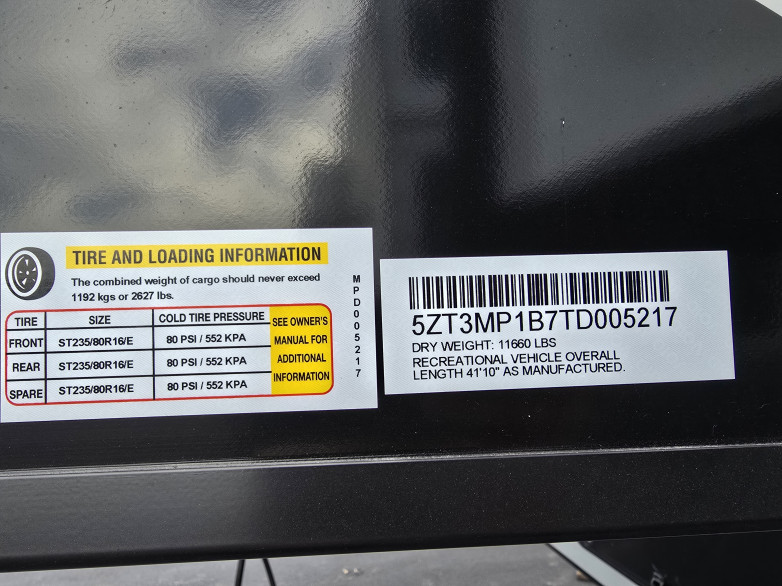 TIRE AND LOADING INFORMATION
The combined weight of cargo should never exceed
1192 kgs or 2627 lbs.
TIRE SIZE COLD TIRE PRESSURE SEE OWNER'S MANUAL FOR ADDITIONAL INFORMATION
FRONT ST235/80R16/E 80 PSI / 552 KPA
REAR ST235/80R16/E 80 PSI / 552 KPA
SPARE ST235/80R16/E 80 PSI / 552 KPA
MPD005217
5ZT3MP1B7TD005217
DRY WEIGHT: 11660 LBS
RECREATIONAL VEHICLE OVERALL
LENGTH 41'10" AS MANUFACTURED.